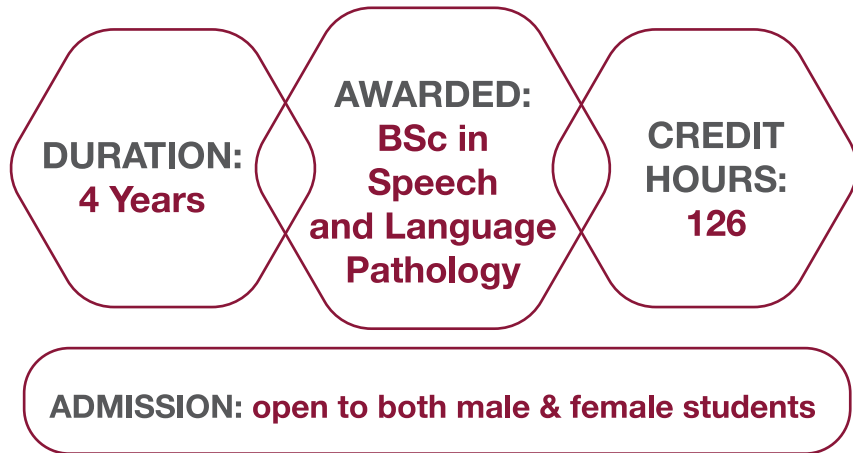 DURATION:
4 Years
AWARDED:
BSc in
Speech
and Language
Pathology
CREDIT
HOURS:
126
ADMISSION: open to both male & female students